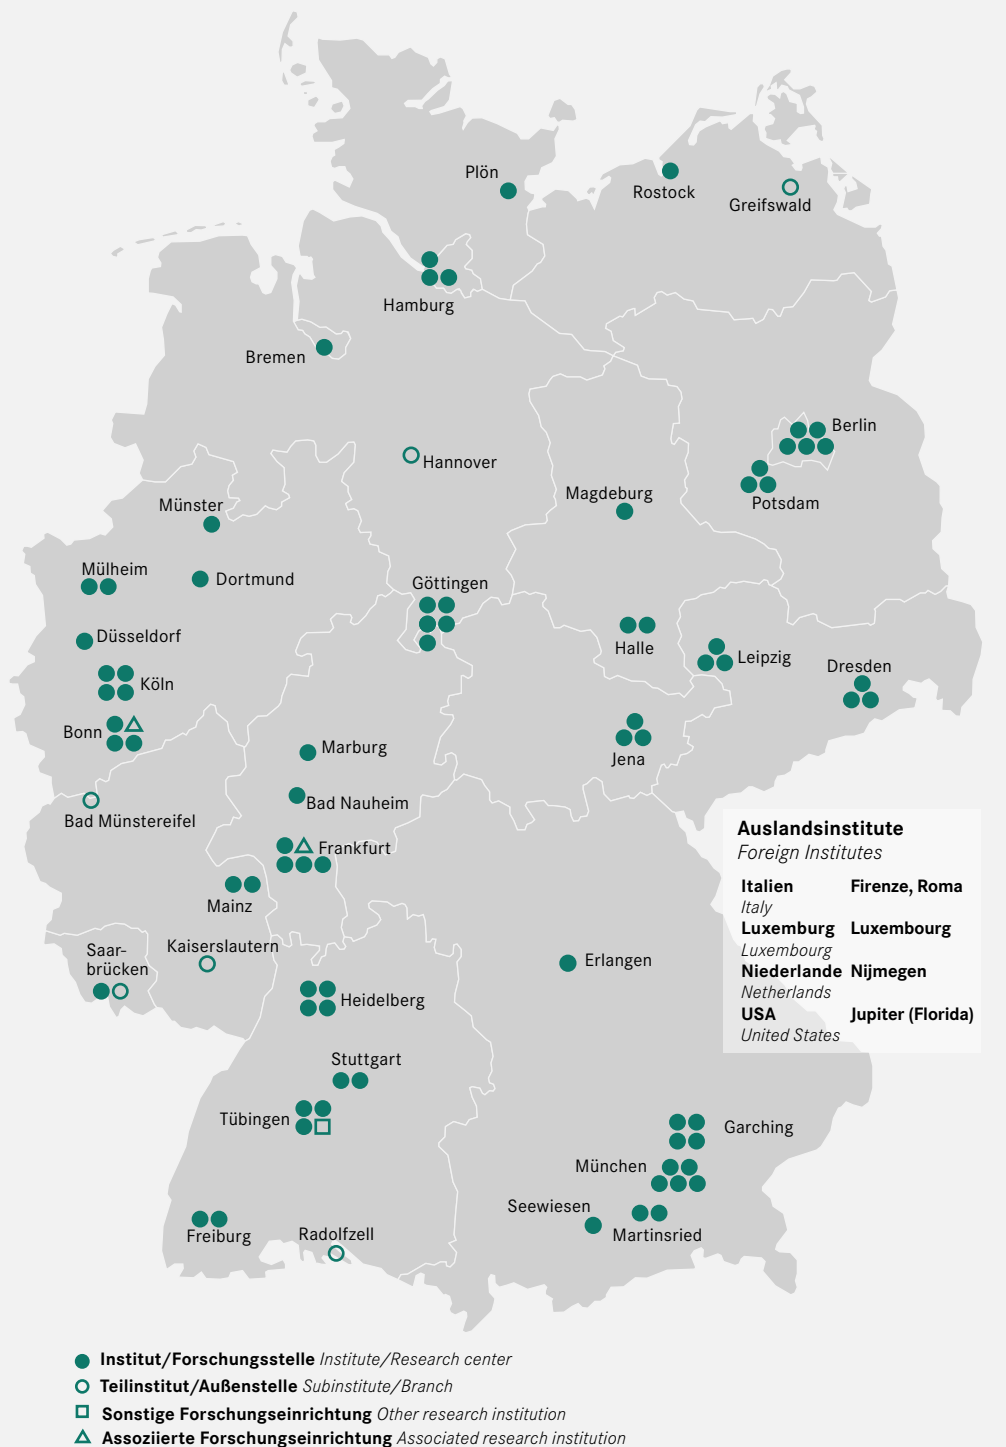 Plön
Rostock
Greifswald
Hamburg
Bremen
Berlin
Hannover
Magdeburg
Potsdam
Münster
Mülheim
Dortmund
Göttingen
Düsseldorf
Halle
Leipzig
Dresden
Köln
Bonn
Marburg
Jena
Bad Nauheim
Bad Münstereifel
Frankfurt
Mainz
Auslandsinstitute
Foreign Institutes
Italien Firenze, Roma
Italy
Luxemburg Luxembourg
Luxembourg
Niederlande Nijmegen
Netherlands
USA Jupiter (Florida)
United States
Saar-
brücken
Kaiserslautern
Erlangen
Heidelberg
Stuttgart
Tübingen
Garching
München
Seewiesen
Martinsried
Freiburg
Radolfzell
Institut/Forschungsstelle Institute/Research center
Teilinstitut/Außenstelle Subinstitute/Branch
Sonstige Forschungseinrichtung Other research institution
Assoziierte Forschungseinrichtung Associated research institution